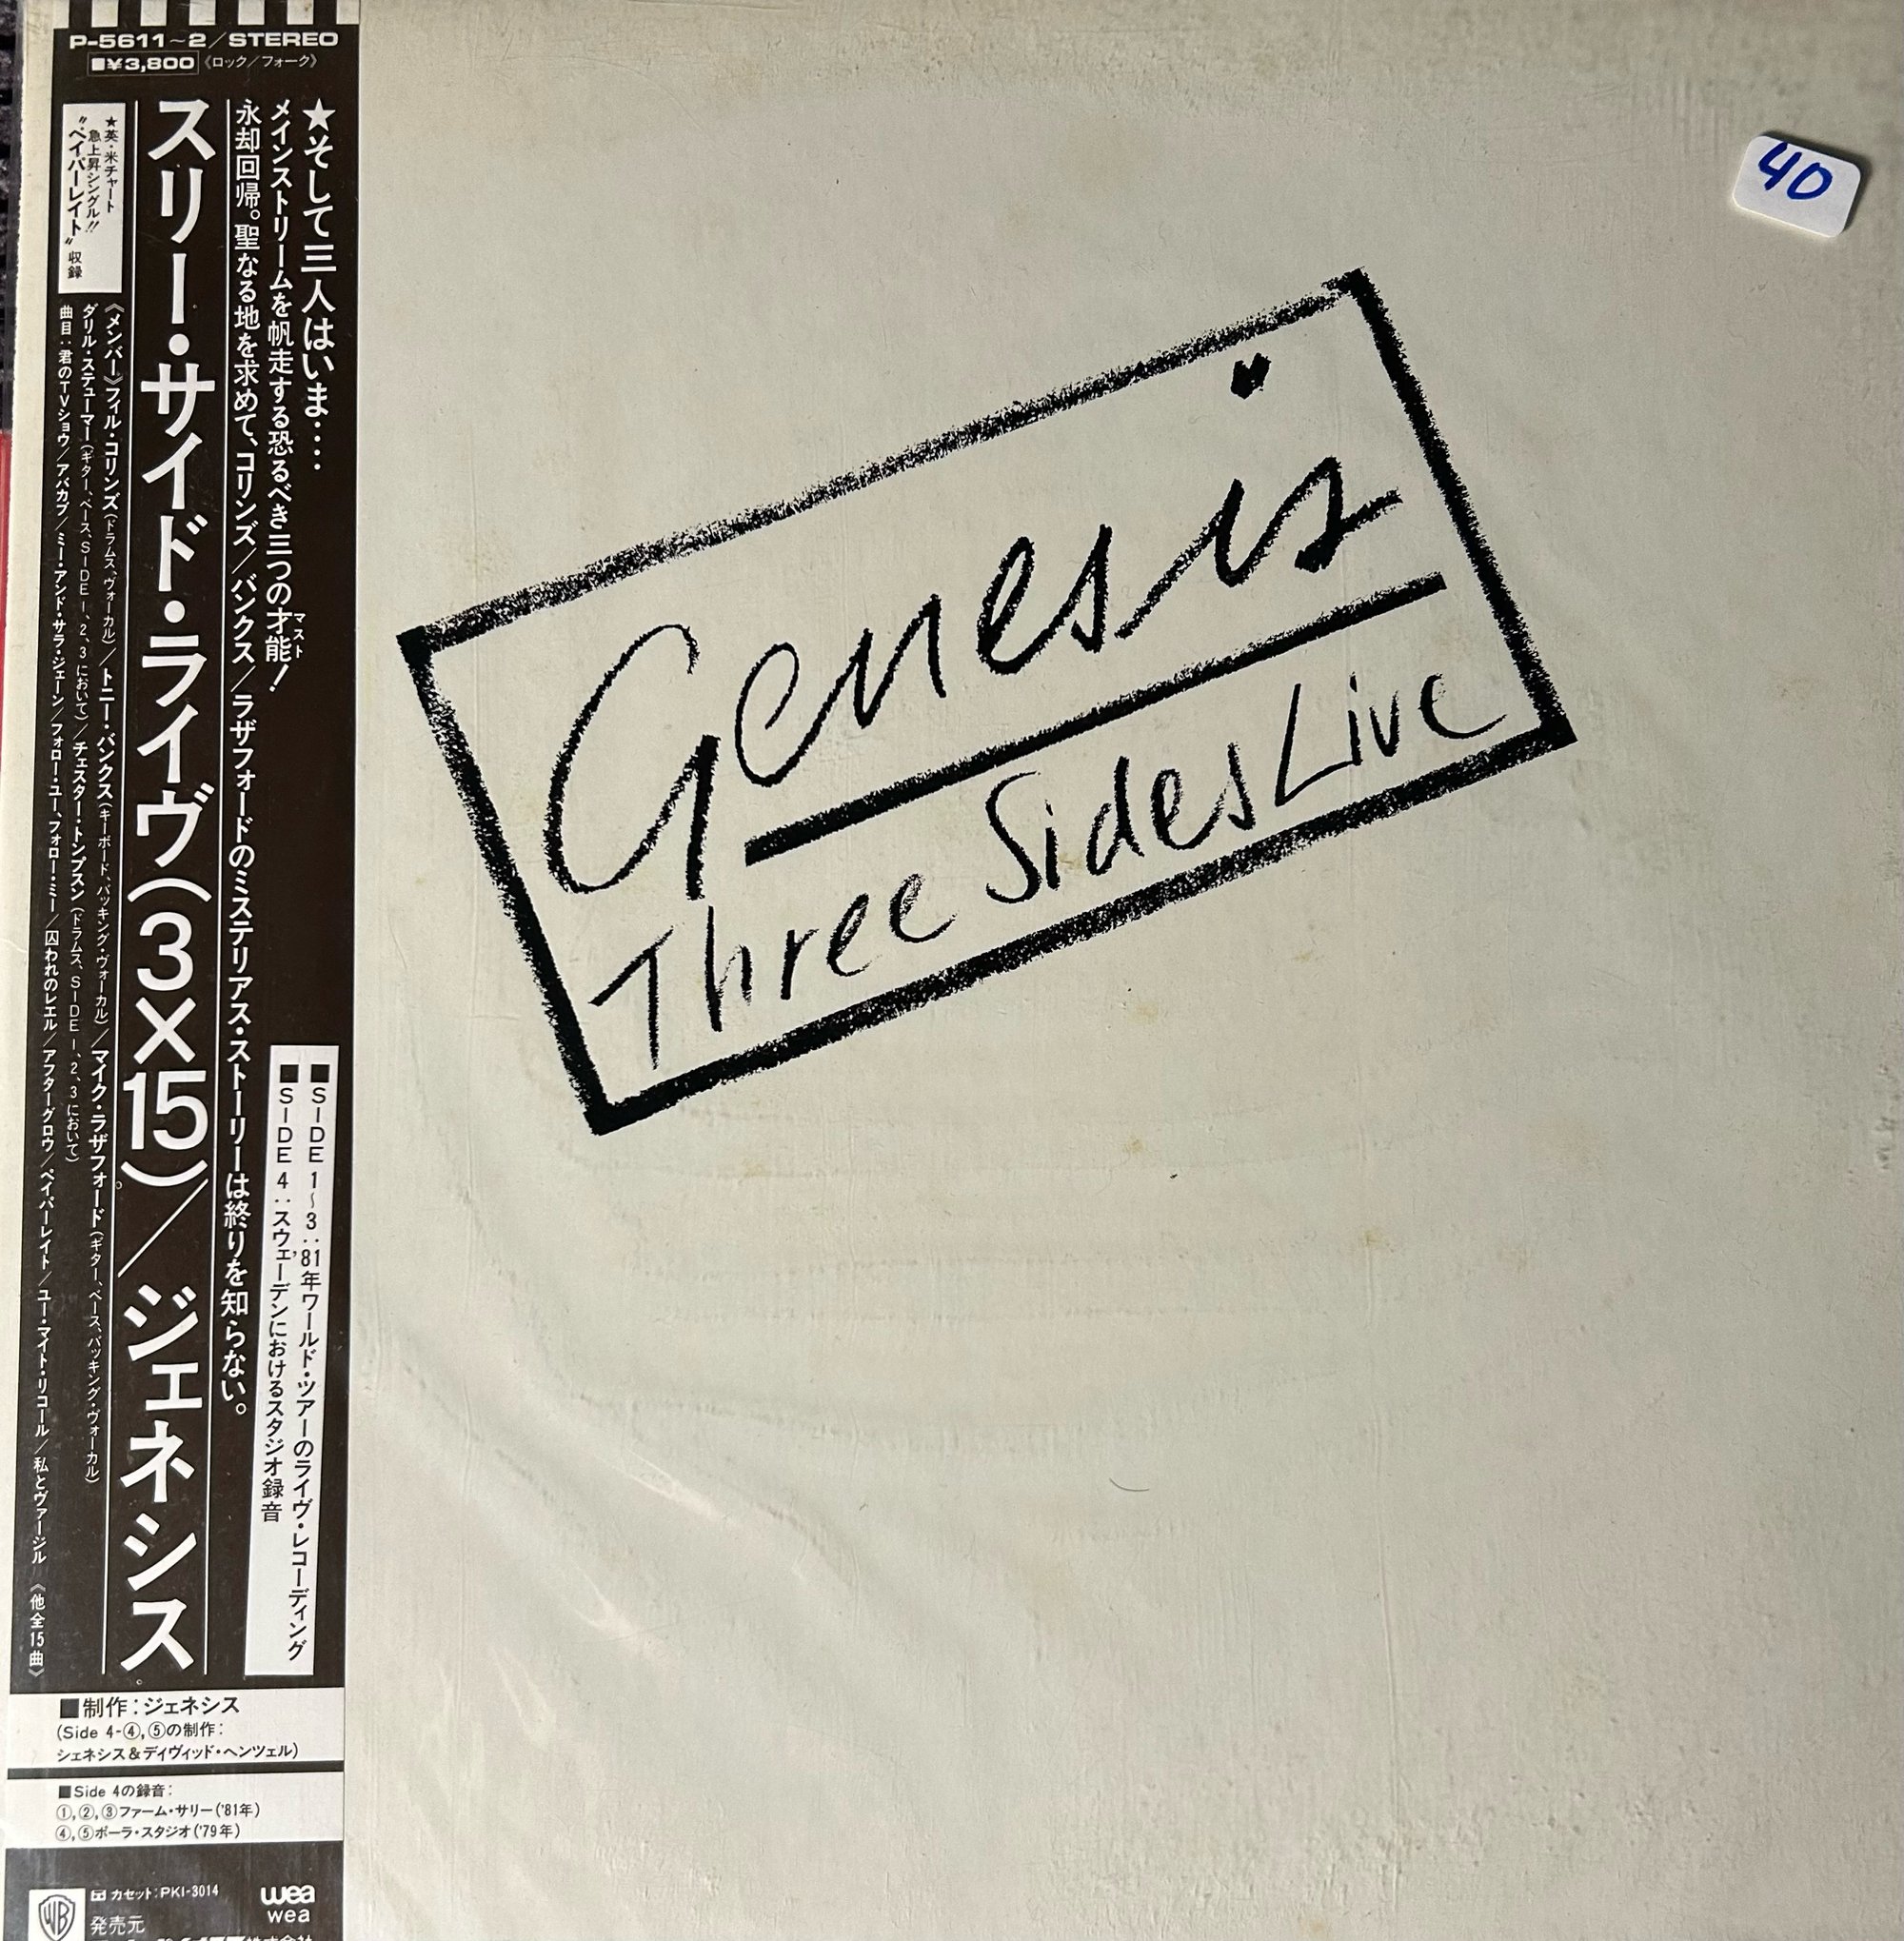 P-5611~2/STEREO
■¥3,800《ロック/フォーク》
★そして三人はいま‥‥
メインストリームを帆走する恐るべき三つの才能!
マスト
永却回帰。聖なる地を求めて、コリンズ/バンクス/ラザフォードのミステリアス・ストーリーは終りを知らない。
■SIDE 1~3:'81年ワールド・ツアーのライヴ・レコーディング
■SIDE 4:スウェーデンにおけるスタジオ録音
スリー・サイド・ライヴ(3×15)/ジェネシス
★英・米チャート
急上昇シングル!!
"ペイパーレイト"収録
《メンバー》フィル・コリンズ(ドラムス、ヴォーカル)/トニー・バンクス(キーボード、バッキング・ヴォーカル)/マイク・ラザフォード(ギター、ベース、バッキング・ヴォーカル)
ダリル・ステューマー(ギター、ベース、SIDE 1、2、3において)/チェスター・トンプスン(ドラムス、SIDE 1、2、3において)
曲目:君のTVショウ/アバカブ/ミー・アンド・サラ・ジェーン/フォロー・ユー、フォロー・ミー/囚われのレエル/アフターグロウ/ペイパーレイト/ユー・マイト・リコール/私とヴァージル《他全15曲》
■制作:ジェネシス
(Side 4-④,⑤の制作:
シェネシス&デイヴィッド・ヘンツェル)
■Side 4の録音:
①,②,③ファーム・サリー('81年)
④,⑤ポーラ・スタジオ('79年)
カセット:PKI-3014
発売元
WB
wea
wea
株式会社
40
Genesis
Three Sides Live